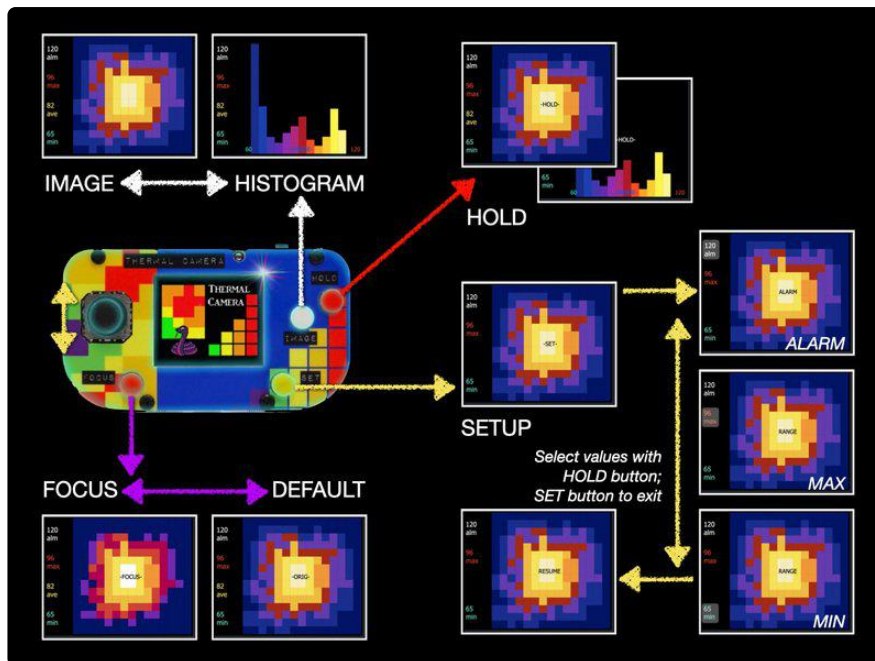 120
alm
96
max
82
ave
65
min
60
120
IMAGE
HISTOGRAM
120
alm
96
max
82
ave
65
min
-HOLD-
-HOLD-
65
min
60
120
HOLD
THERMAL CAMERA
HOLD
THERMAL
CAMERA
IMAGE
FOCUS
SET
120
alm
96
max
65
min
-SET-
SETUP
120
alm
96
max
65
min
ALARM
ALARM
120
alm
96
max
65
min
RANGE
MAX
Select values with
HOLD button;
SET button to exit
FOCUS
DEFAULT
120
alm
96
max
82
ave
65
min
-FOCUS-
120
alm
96
max
82
ave
65
min
-ORIG-
120
alm
96
max
82
ave
65
min
RESUME
120
alm
96
max
65
min
RANGE
MIN